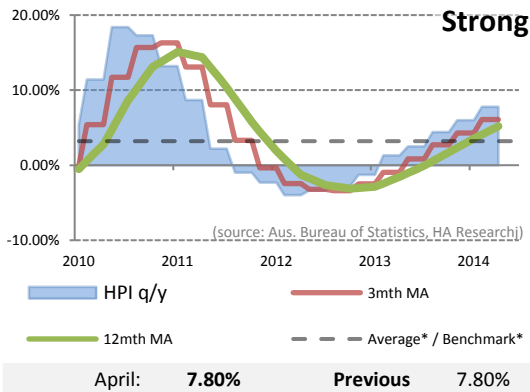 Strong
20.00%
10.00%
0.00%
-10.00%
(source: Aus. Bureau of Statistics, HA Research)
2010 2011 2012 2013 2014
HPI q/y 3mth MA
12mth MA Average* / Benchmark*
April: 7.80% Previous 7.80%